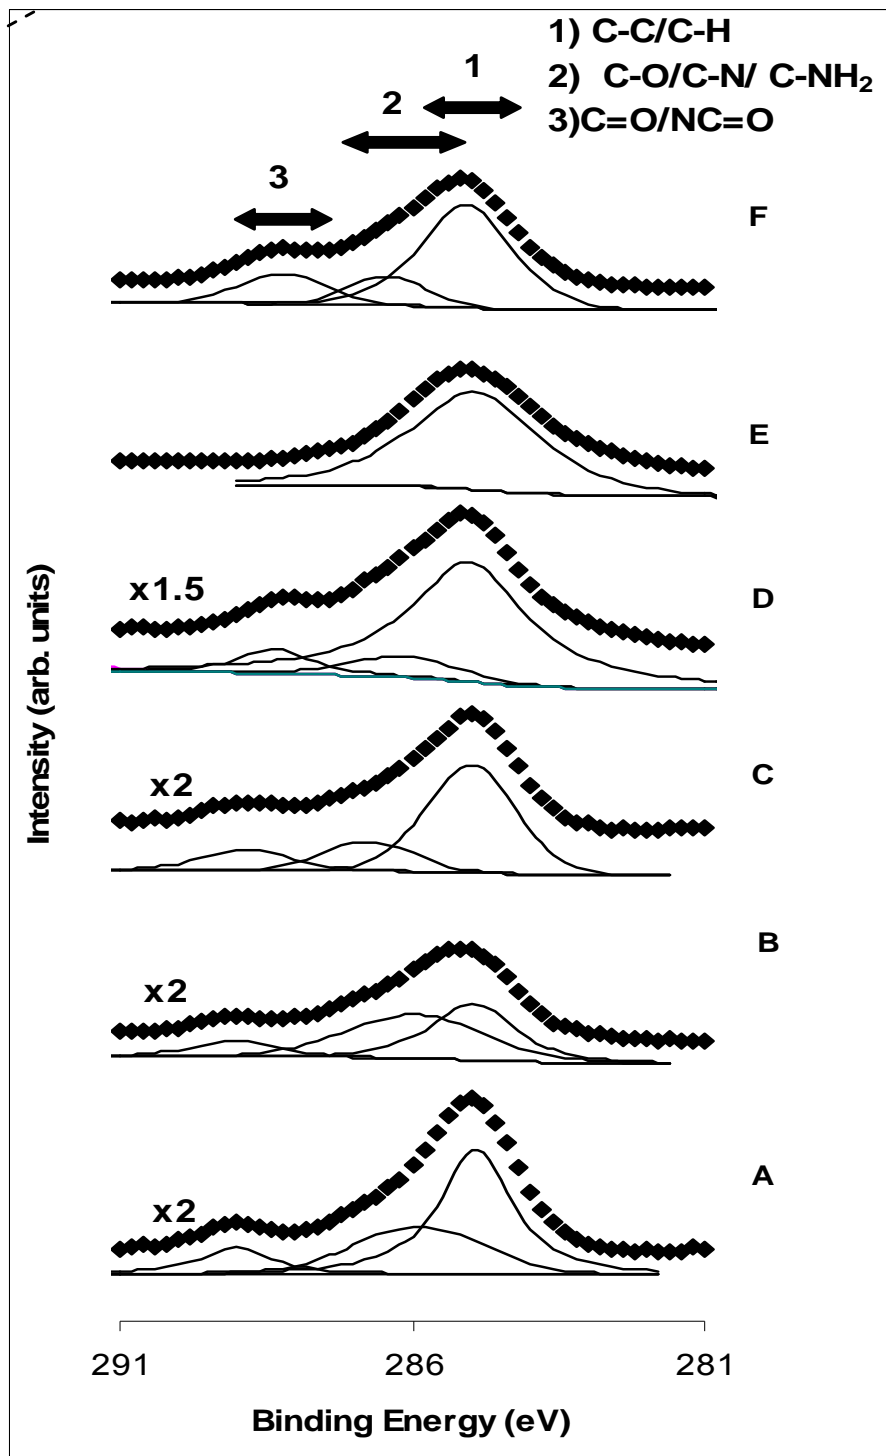 1) C-C/C-H
1
2) C-O/C-N/ C-NH2
2
3)C=O/NC=O
3
F
E
x1.5
D
C
x2
B
x2
A
x2
Intensity (arb. units)
291 286 281
Binding Energy (eV)